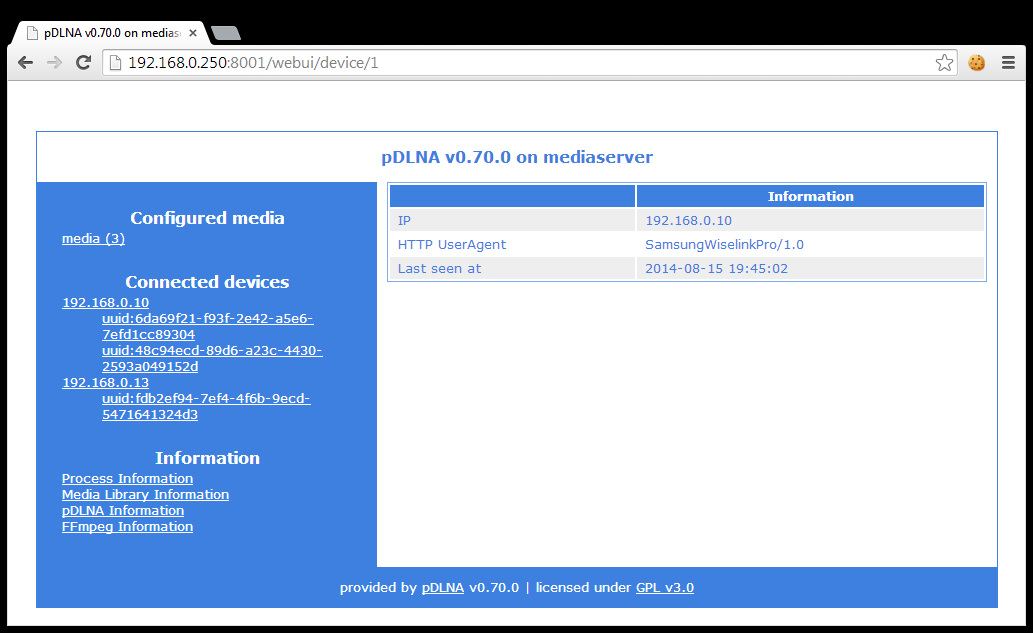 pDLNA v0.70.0 on medias
192.168.0.250:8001/webui/device/1
pDLNA v0.70.0 on mediaserver
Configured media
media (3)
Connected devices
192.168.0.10
uuid:6da69f21-f93f-2e42-a5e6-
7efd1cc89304
uuid:48c94ecd-89d6-a23c-4430-
2593a049152d
192.168.0.13
uuid:fdb2ef94-7ef4-4f6b-9ecd-
5471641324d3
Information
Process Information
Media Library Information
pDLNA Information
FFmpeg Information
Information
IP 192.168.0.10
HTTP UserAgent SamsungWiselinkPro/1.0
Last seen at 2014-08-15 19:45:02
provided by pDLNA v0.70.0 | licensed under GPL v3.0